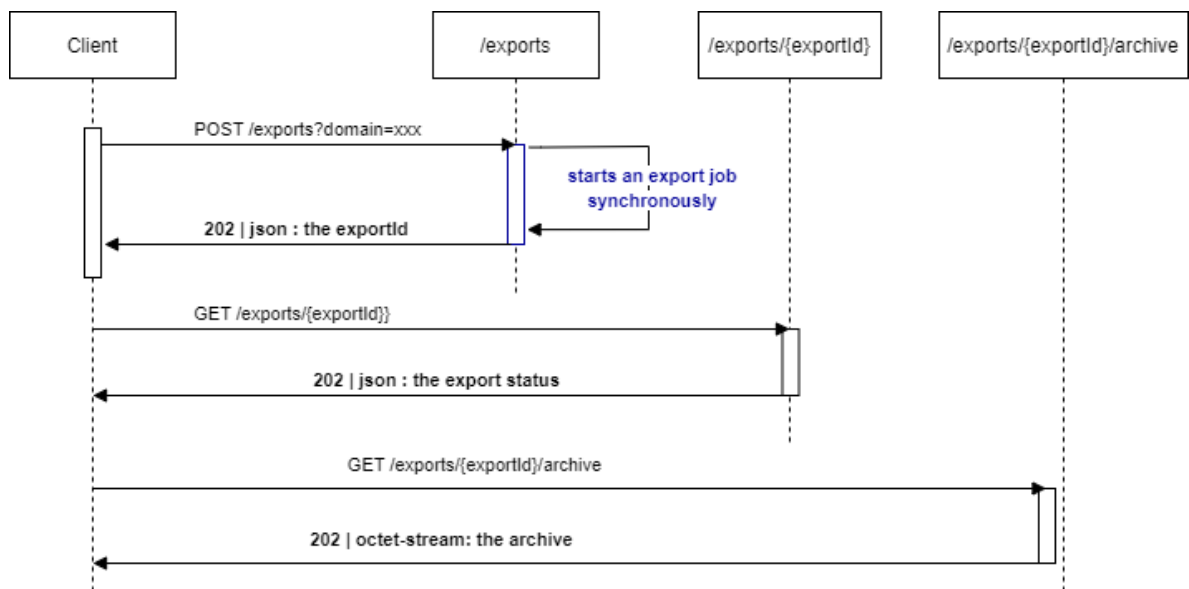 Client
/exports
/exports/{exportId}
/exports/{exportId}/archive
POST /exports?domain=xxx
starts an export job
synchronously
202 | json : the exportId
GET /exports/{exportId}}
202 | json : the export status
GET /exports/{exportId}/archive
202 | octet-stream: the archive